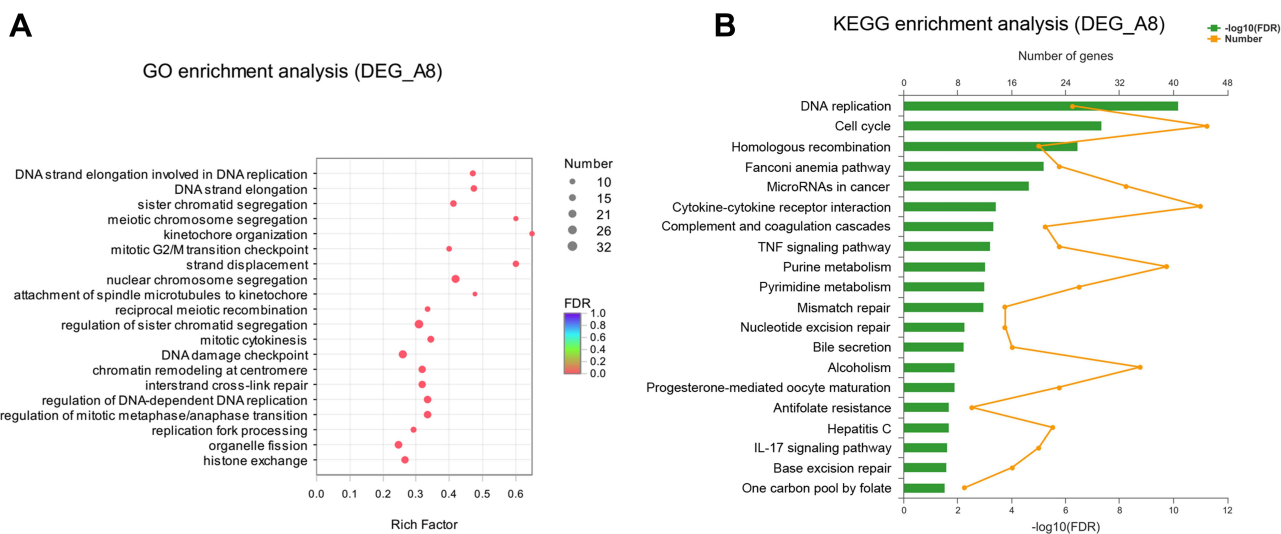 A
GO enrichment analysis (DEG_A8)
DNA strand elongation involved in DNA replication
DNA strand elongation
sister chromatid segregation
meiotic chromosome segregation
kinetochore organization
mitotic G2/M transition checkpoint
strand displacement
nuclear chromosome segregation
attachment of spindle microtubules to kinetochore
reciprocal meiotic recombination
regulation of sister chromatid segregation
mitotic cytokinesis
DNA damage checkpoint
chromatin remodeling at centromere
interstrand cross-link repair
regulation of DNA-dependent DNA replication
regulation of mitotic metaphase/anaphase transition
replication fork processing
organelle fission
histone exchange
0.0 0.1 0.2 0.3 0.4 0.5 0.6
Rich Factor
Number
10
15
21
26
32
FDR
1.0
0.8
0.6
0.4
0.2
0.0
B
KEGG enrichment analysis (DEG_A8)
-log10(FDR)
Number
Number of genes
0 8 16 24 32 40 48
DNA replication
Cell cycle
Homologous recombination
Fanconi anemia pathway
MicroRNAs in cancer
Cytokine-cytokine receptor interaction
Complement and coagulation cascades
TNF signaling pathway
Purine metabolism
Pyrimidine metabolism
Mismatch repair
Nucleotide excision repair
Bile secretion
Alcoholism
Progesterone-mediated oocyte maturation
Antifolate resistance
Hepatitis C
IL-17 signaling pathway
Base excision repair
One carbon pool by folate
0 2 4 6 8 10 12
-log10(FDR)